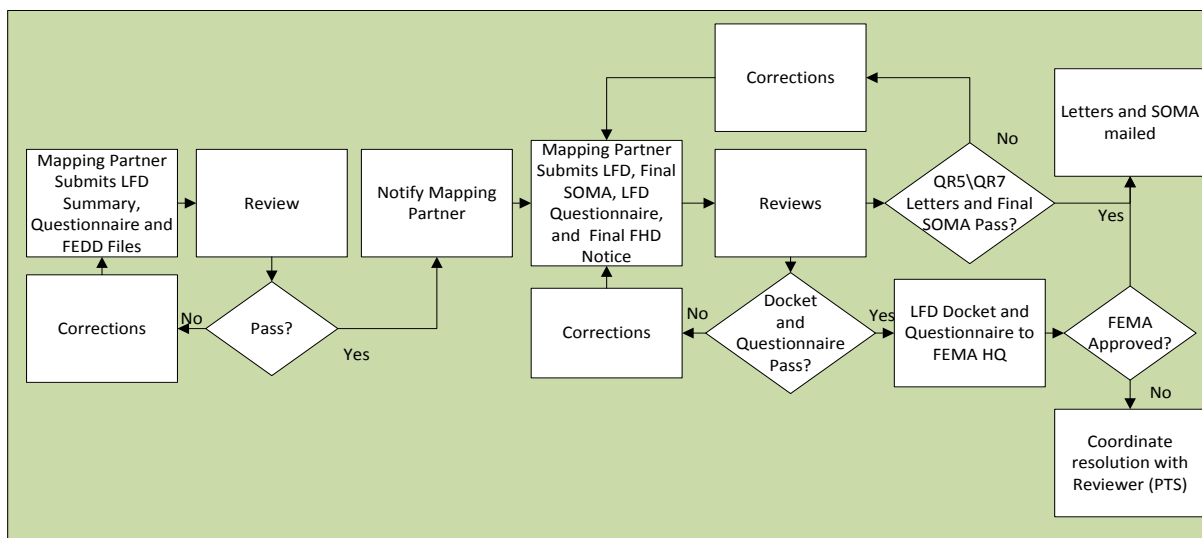 Mapping Partner
Submits LFD
Summary,
Questionnaire and
FEDD Files
Review
Corrections
No
Pass?
Yes
Notify Mapping
Partner
Corrections
Mapping Partner
Submits LFD, Final
SOMA, LFD
Questionnaire,
and Final FHD
Notice
Reviews
No
QR5\QR7
Letters and Final
SOMA Pass?
Yes
Letters and SOMA
mailed
Corrections
No
Docket
and
Questionnaire
Pass?
Yes
LFD Docket and
Questionnaire to
FEMA HQ
FEMA
Approved?
No
Coordinate
resolution with
Reviewer (PTS)